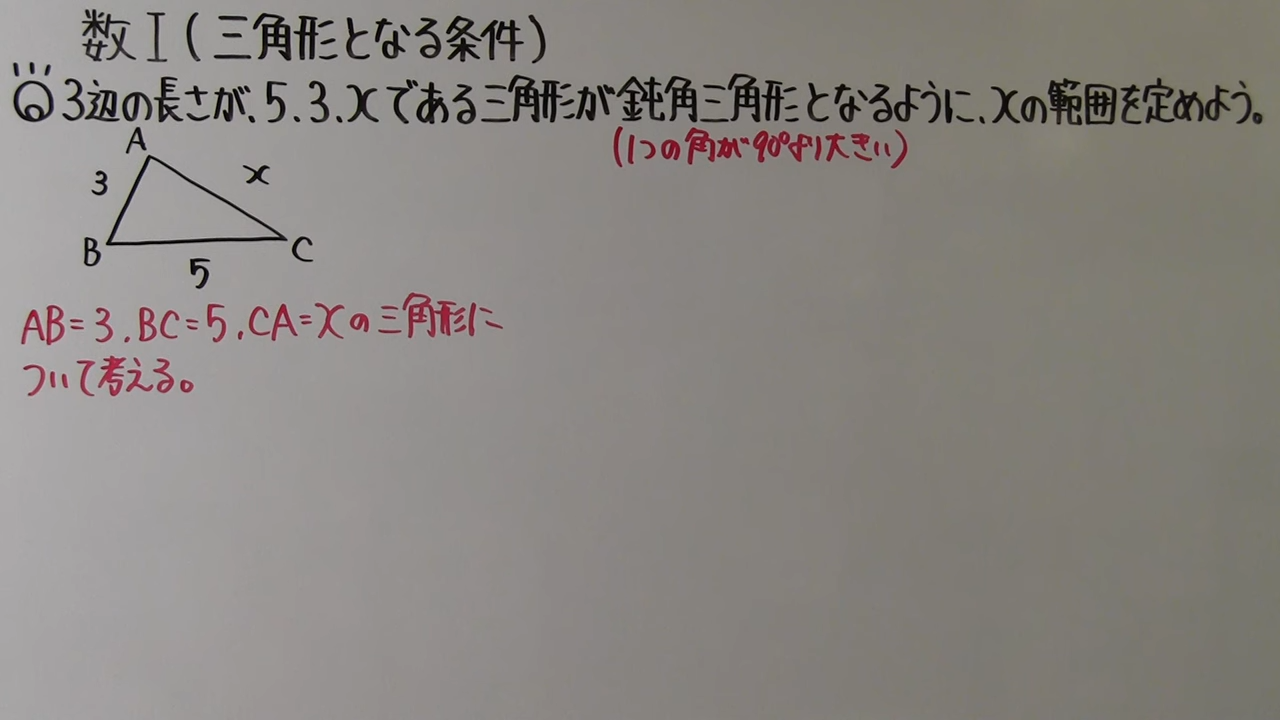 数Ⅰ(三角形となる条件)
Q 3辺の長さが、5、3、xである三角形が鈍角三角形となるように、xの範囲を定めよう。
(1つの角が90°より大きい)
A
3
x
B
C
5
AB=3、BC=5、CA=xの三角形に
ついて考える。